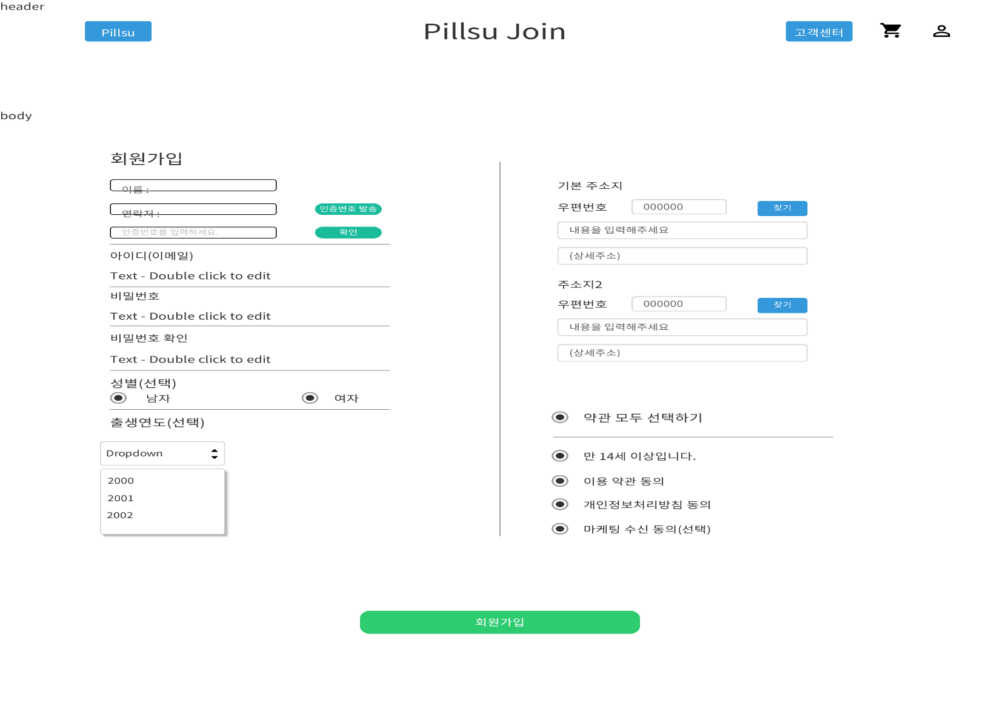 header
Pillsu
Pillsu Join
고객센터
body
회원가입
이름 :
연락처 :
인증번호 발송
인증번호를 입력하세요.
확인
아이디(이메일)
Text - Double click to edit
비밀번호
Text - Double click to edit
비밀번호 확인
Text - Double click to edit
성별(선택)
남자
여자
출생연도(선택)
Dropdown
2000
2001
2002
기본 주소지
우편번호
000000
찾기
내용을 입력해주세요
(상세주소)
주소지2
우편번호
000000
찾기
내용을 입력해주세요
(상세주소)
약관 모두 선택하기
만 14세 이상입니다.
이용 약관 동의
개인정보처리방침 동의
마케팅 수신 동의(선택)
회원가입